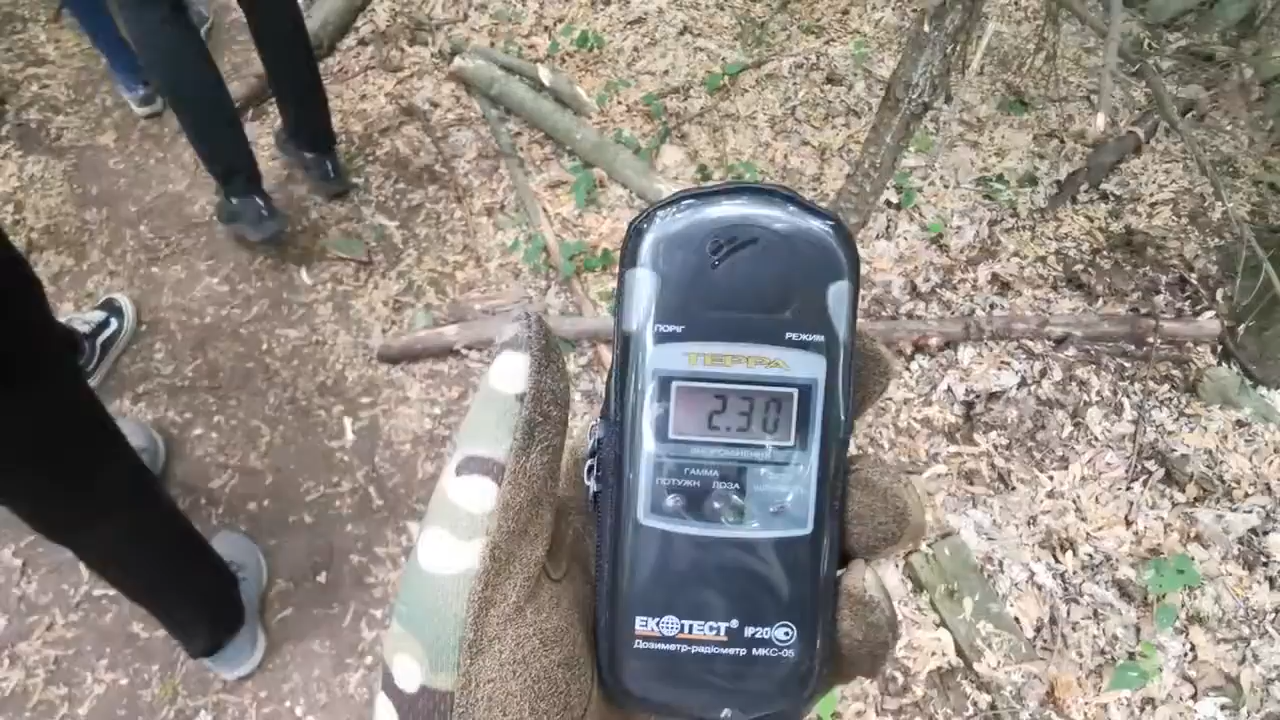 ПОРІГ РЕЖИМ
ТЕРРА
2.30
ГАММА
ПОТУЖН ДОЗА
ЕКОТЕСТ® IP20
Дозиметр-радіометр МКС-05